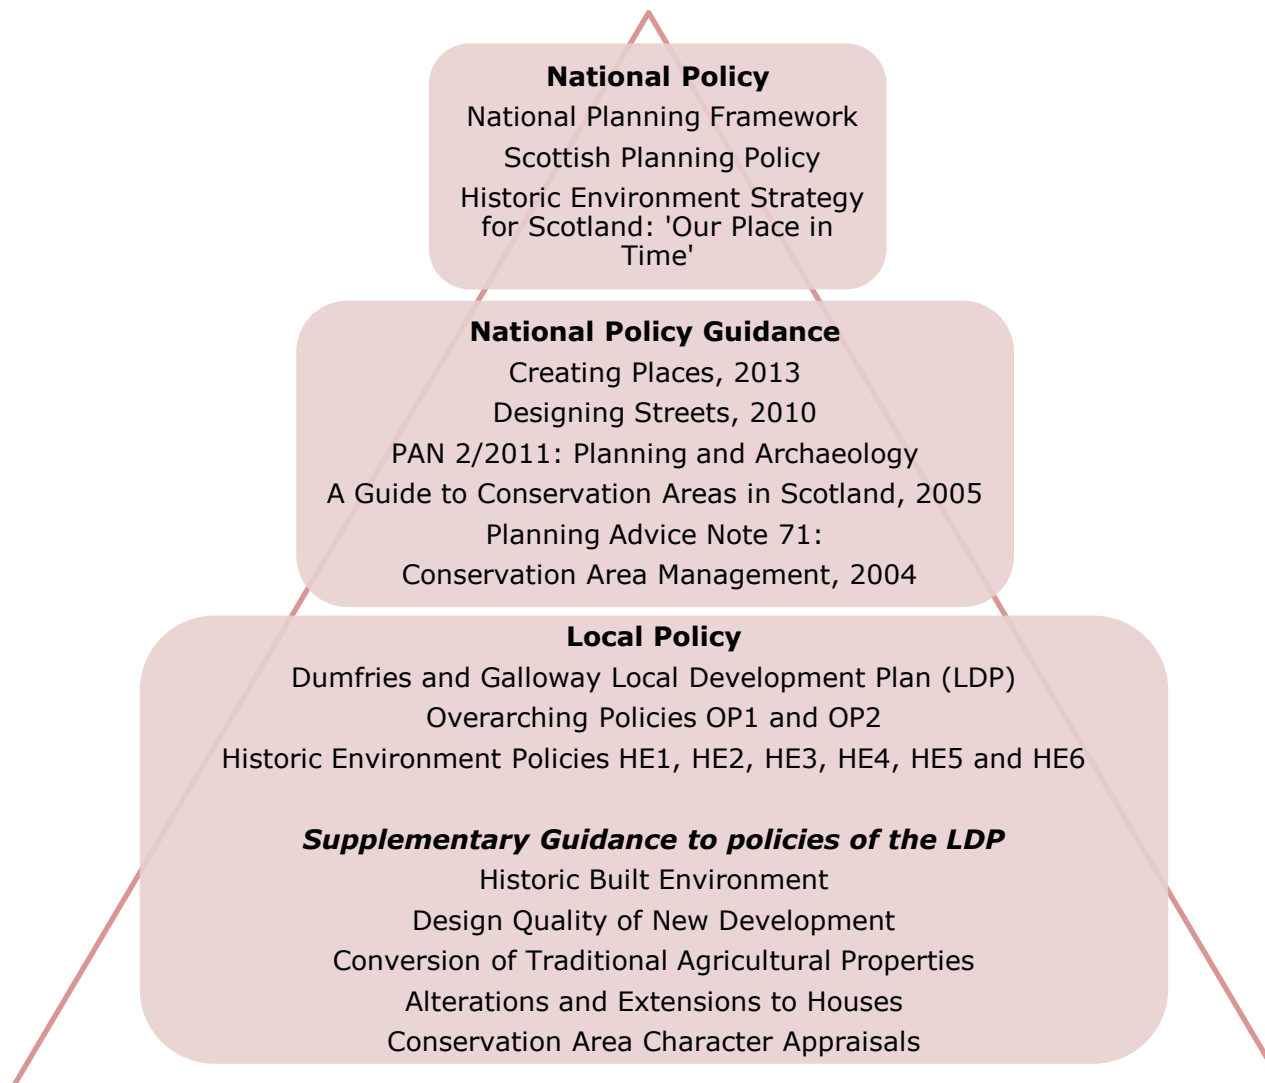 National Policy
National Planning Framework
Scottish Planning Policy
Historic Environment Strategy
for Scotland: 'Our Place in
Time'
National Policy Guidance
Creating Places, 2013
Designing Streets, 2010
PAN 2/2011: Planning and Archaeology
A Guide to Conservation Areas in Scotland, 2005
Planning Advice Note 71:
Conservation Area Management, 2004
Local Policy
Dumfries and Galloway Local Development Plan (LDP)
Overarching Policies OP1 and OP2
Historic Environment Policies HE1, HE2, HE3, HE4, HE5 and HE6
Supplementary Guidance to policies of the LDP
Historic Built Environment
Design Quality of New Development
Conversion of Traditional Agricultural Properties
Alterations and Extensions to Houses
Conservation Area Character Appraisals